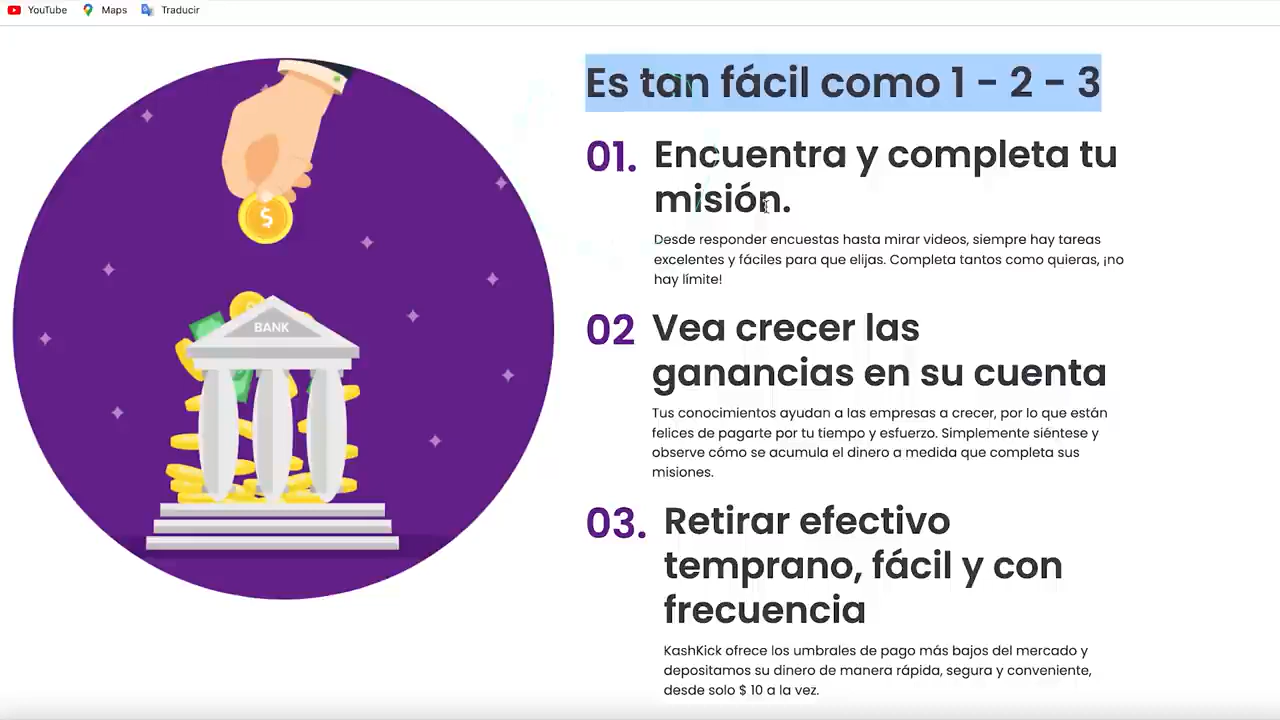 YouTube Maps Traducir
Es tan fácil como 1 - 2 - 3
01. Encuentra y completa tu
misión.
Desde responder encuestas hasta mirar videos, siempre hay tareas
excelentes y fáciles para que elijas. Completa tantos como quieras, ¡no
hay límite!
02 Vea crecer las
ganancias en su cuenta
Tus conocimientos ayudan a las empresas a crecer, por lo que están
felices de pagarte por tu tiempo y esfuerzo. Simplemente siéntese y
observe cómo se acumula el dinero a medida que completa sus
misiones.
03. Retirar efectivo
temprano, fácil y con
frecuencia
KashKick ofrece los umbrales de pago más bajos del mercado y
depositamos su dinero de manera rápida, segura y conveniente,
desde solo $ 10 a la vez.
$
BANK